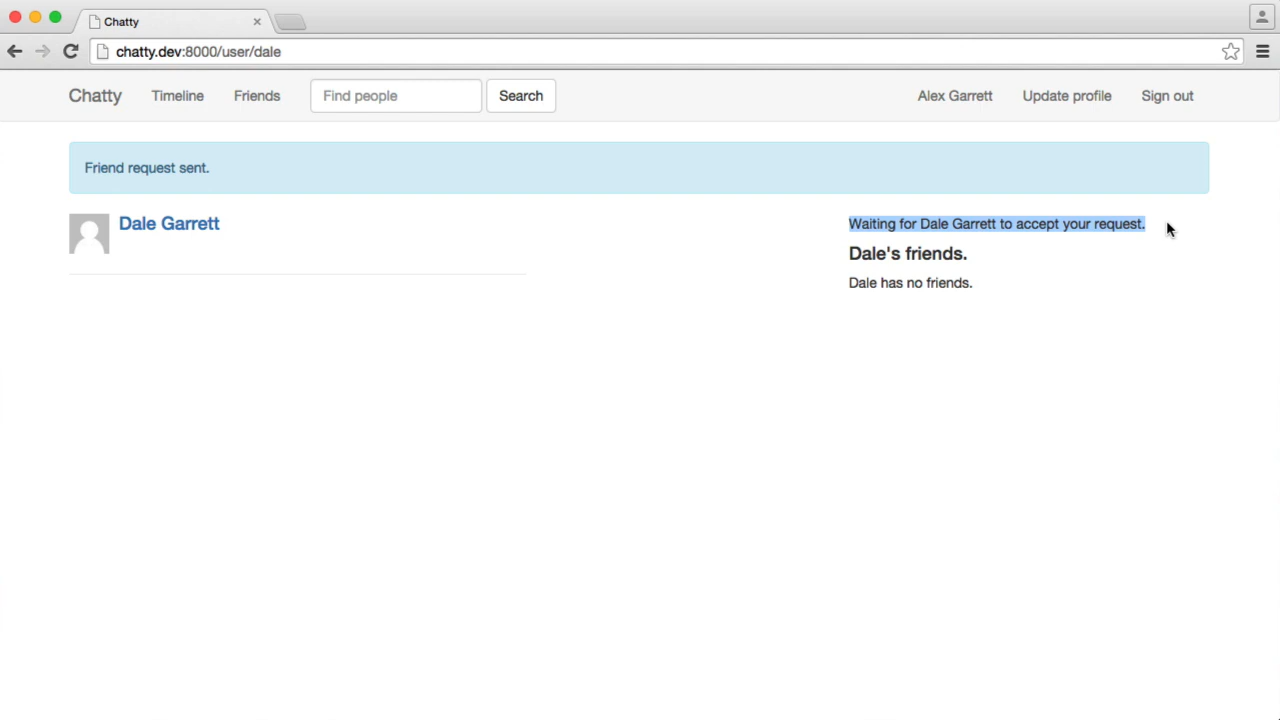 Chatty
chatty.dev:8000/user/dale
Chatty Timeline Friends Find people Search Alex Garrett Update profile Sign out
Friend request sent.
Dale Garrett
Waiting for Dale Garrett to accept your request.
Dale's friends.
Dale has no friends.